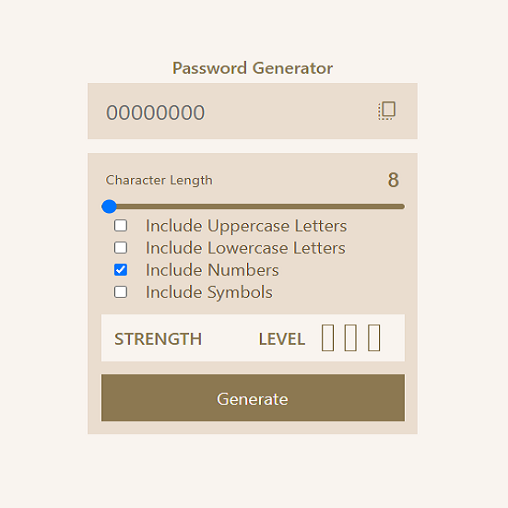 Password Generator
00000000
Character Length 8
Include Uppercase Letters
Include Lowercase Letters
Include Numbers
Include Symbols
STRENGTH LEVEL
Generate